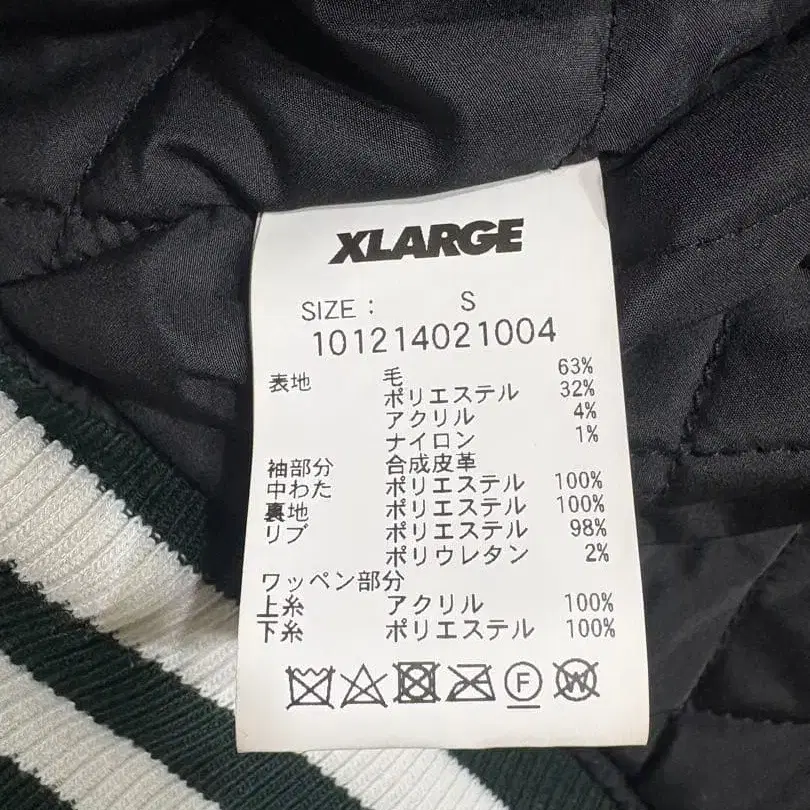 XLARGE
SIZE : S
101214021004
表地 毛 63%
ポリエステル 32%
アクリル 4%
ナイロン 1%
袖部分 合成皮革
中わた ポリエステル 100%
裏地 ポリエステル 100%
リブ ポリエステル 98%
ポリウレタン 2%
ワッペン部分
上糸 アクリル 100%
下糸 ポリエステル 100%
F W